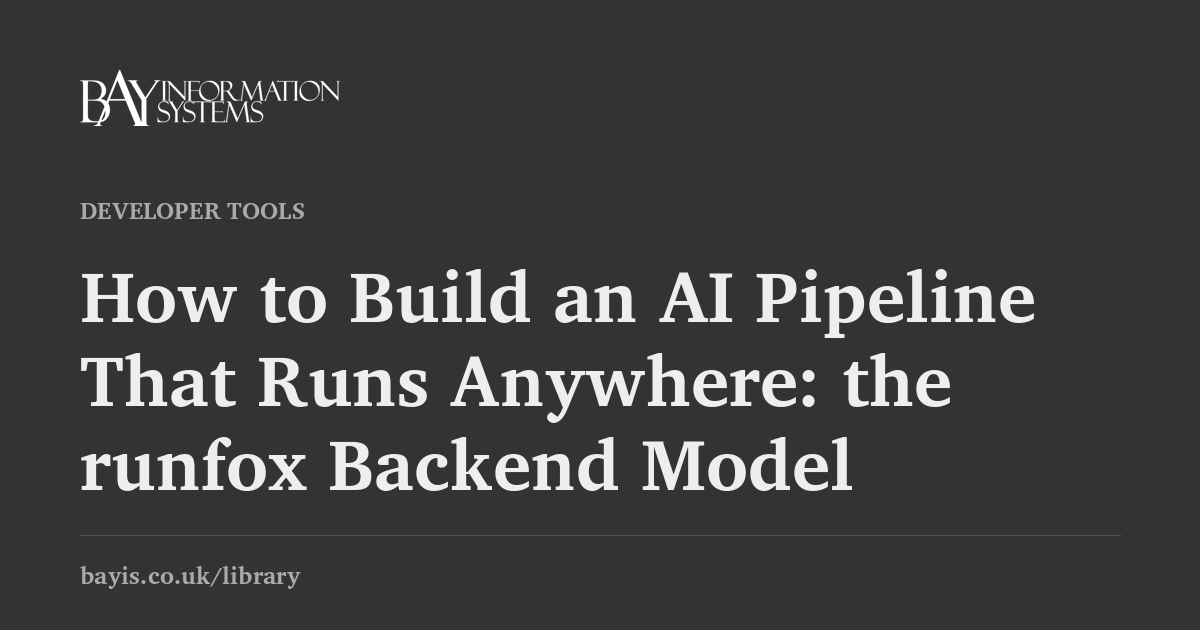 BAY INFORMATION
SYSTEMS
DEVELOPER TOOLS
How to Build an AI Pipeline
That Runs Anywhere: the
runfox Backend Model
bayis.co.uk/library